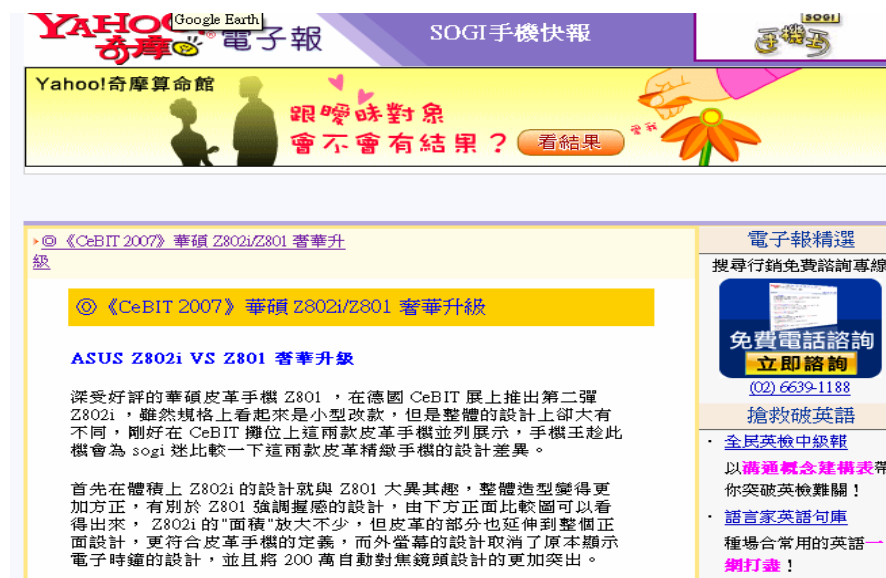 YAHOO!
Google Earth
奇摩 電子報
SOGI手機快報
SOGI
手機王
Yahoo!奇摩算命館
跟曖昧對象
會不會有結果？
看結果
愛我
◎《CeBIT 2007》華碩 Z802i/Z801 奢華升
級
◎《CeBIT 2007》華碩 Z802i/Z801 奢華升級
ASUS Z802i VS Z801 奢華升級
深受好評的華碩皮革手機 Z801 ，在德國 CeBIT 展上推出第二彈
Z802i ，雖然規格上看起來是小型改款，但是整體的設計上卻大有
不同，剛好在 CeBIT 攤位上這兩款皮革手機並列展示，手機王趁此
機會為 sogi 迷比較一下這兩款皮革精緻手機的設計差異。
首先在體積上 Z802i 的設計就與 Z801 大異其趣，整體造型變得更
加方正，有別於 Z801 強調握感的設計，由下方正面比較圖可以看
得出來， Z802i 的"面積"放大不少，但皮革的部分也延伸到整個正
面設計，更符合皮革手機的定義，而外螢幕的設計取消了原本顯示
電子時鐘的設計，並且將 200 萬自動對焦鏡頭設計的更加突出。
電子報精選
搜尋行銷免費諮詢專線
免費電話諮詢
立即諮詢
(02) 6639-1188
搶救破英語
· 全民英檢中級報
以溝通概念建構表帶
你突破英檢難關！
· 語言家英語句庫
種場合常用的英語一
網打盡！